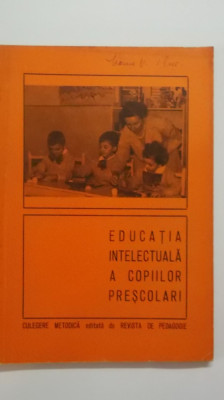 EDUCAȚIA
INTELECTUALĂ
A COPIILOR
PREȘCOLARI
CULEGERE METODICĂ editată de REVISTA DE PEDAGOGIE